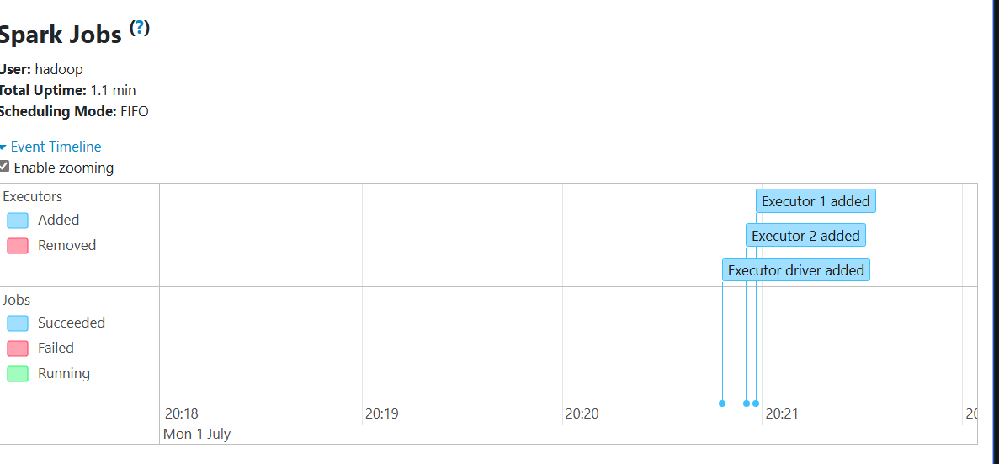 Spark Jobs (?)
User: hadoop
Total Uptime: 1.1 min
Scheduling Mode: FIFO
Event Timeline
Enable zooming
Executors
Added
Removed
Executor 1 added
Executor 2 added
Executor driver added
Jobs
Succeeded
Failed
Running
20:18 20:19 20:20 20:21
Mon 1 July